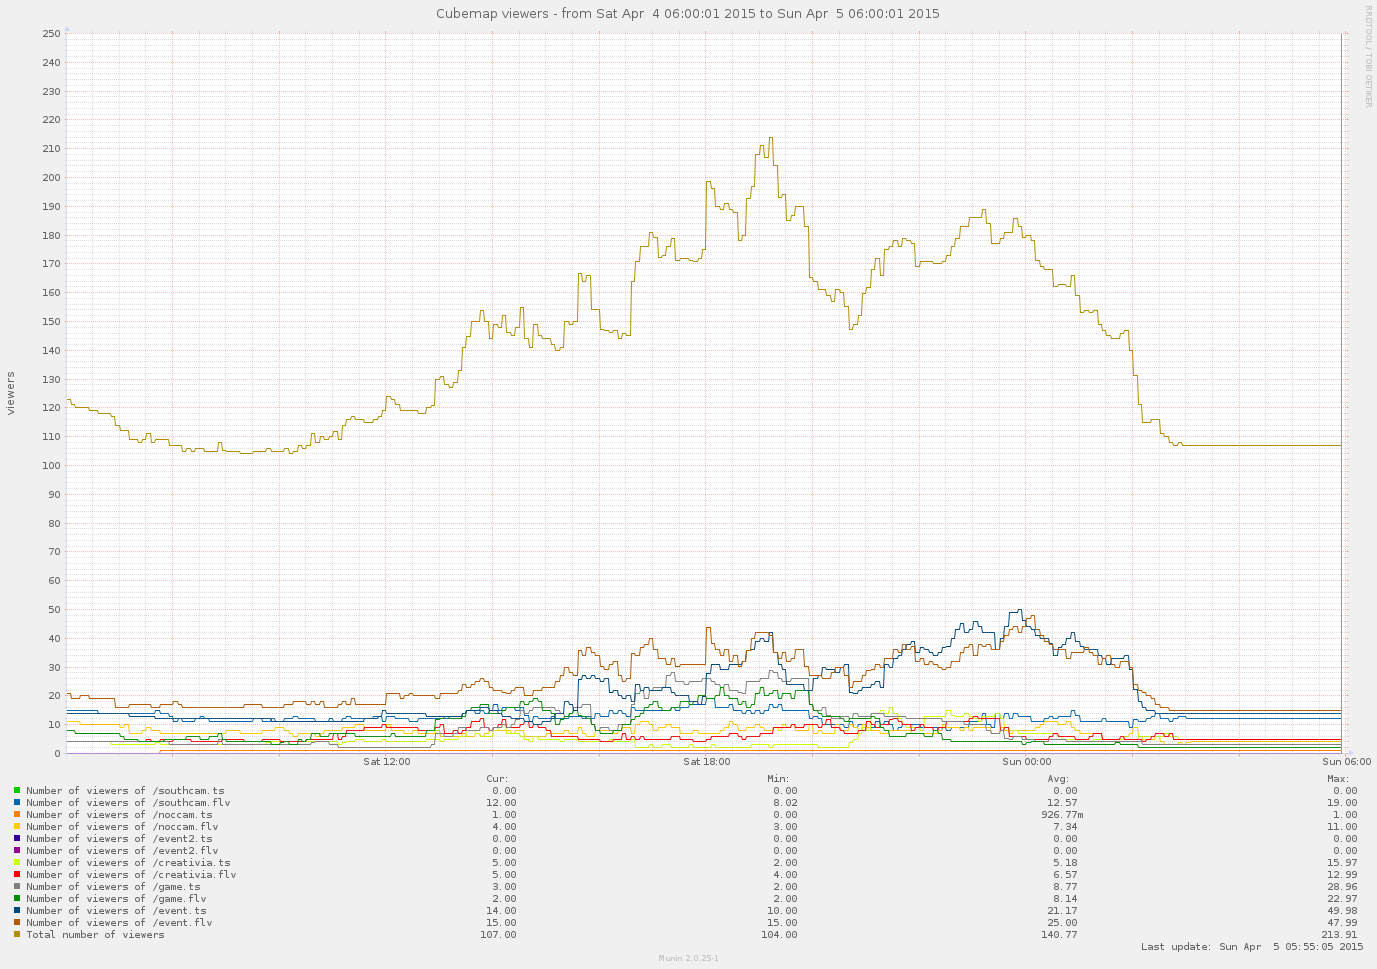 Cubemap viewers - from Sat Apr  4 06:00:01 2015 to Sun Apr  5 06:00:01 2015
RRDTOOL / TOBI OETIKER
viewers
250
240
230
220
210
200
190
180
170
160
150
140
130
120
110
100
90
80
70
60
50
40
30
20
10
0
Sat 12:00 Sat 18:00 Sun 00:00 Sun 06:00
Cur: Min: Avg: Max:
Number of viewers of /southcam.ts 0.00 0.00 0.00 0.00
Number of viewers of /southcam.flv 12.00 8.02 12.57 19.00
Number of viewers of /noccam.ts 1.00 0.00 926.77m 1.00
Number of viewers of /noccam.flv 4.00 3.00 7.34 11.00
Number of viewers of /event2.ts 0.00 0.00 0.00 0.00
Number of viewers of /event2.flv 0.00 0.00 0.00 0.00
Number of viewers of /creativia.ts 5.00 2.00 5.18 15.97
Number of viewers of /creativia.flv 5.00 4.00 6.57 12.99
Number of viewers of /game.ts 3.00 2.00 8.77 28.96
Number of viewers of /game.flv 2.00 2.00 8.14 22.97
Number of viewers of /event.ts 14.00 10.00 21.17 49.98
Number of viewers of /event.flv 15.00 15.00 25.00 47.99
Total number of viewers 107.00 104.00 140.77 213.91
Last update: Sun Apr  5 05:55:05 2015
Munin 2.0.25-1